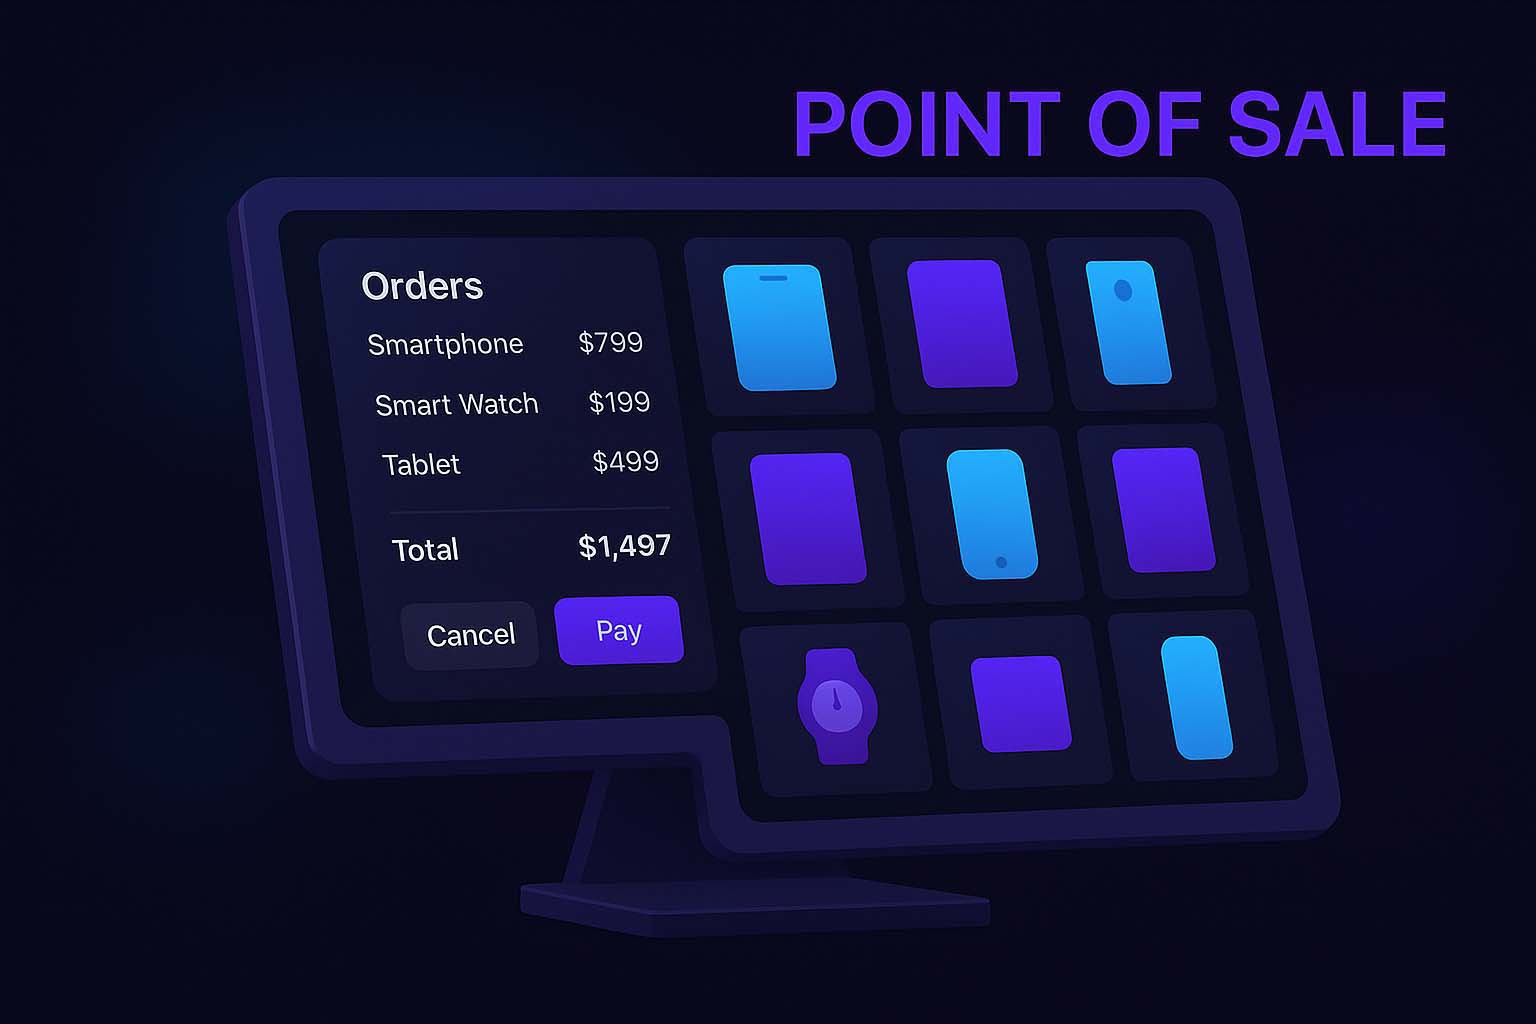 POINT OF SALE
Orders
Smartphone $799
Smart Watch $199
Tablet $499
Total $1,497
Cancel Pay